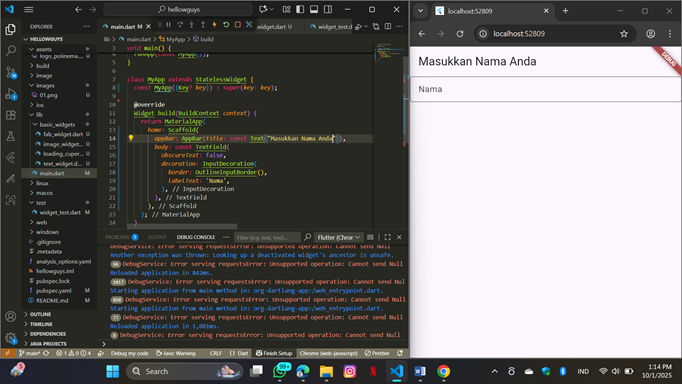 hellowguys
EXPLORER
HELLOWGUYS
assets
logo_polinema...
build
image
images
01.png
ios
lib
basic_widgets
fab_widget.dart M
image_widget...
loading_cuper...
text_widget.d... M
main.dart M
linux
macos
test
widget_test.dart M
web
windows
.gitignore
.metadata
analysis_options.yaml
hellowguys.iml
pubspec.lock
pubspec.yaml M
README.md M
OUTLINE
TIMELINE
DEPENDENCIES
JAVA PROJECTS
main.dart M
widget.dart U
widget_test.d
lib > main.dart > MyApp > build
3 void main() {
5 }
6
7 class MyApp extends StatelessWidget {
8 const MyApp({Key? key}) : super(key: key);
9
10 @override
11 Widget build(BuildContext context) {
12 return MaterialApp(
13 home: Scaffold(
14 appBar: AppBar(title: const Text("Masukkan Nama Anda")),
15 body: const TextField(
16 obscureText: false,
17 decoration: InputDecoration(
18 border: OutlineInputBorder(),
19 labelText: 'Nama',
20 ), // InputDecoration
21 ), // TextField
22 ), // Scaffold
23 ); // MaterialApp
24 }
PROBLEMS 5 OUTPUT DEBUG CONSOLE
Filter (e.g. text, !exclu...
Flutter (Chror
DebugService: Error serving requestsError: Unsupported operation: Cannot send Null
Another exception was thrown: Looking up a deactivated widget's ancestor is unsafe.
DebugService: Error serving requestsError: Unsupported operation: Cannot send Null
Reloaded application in 842ms.
1057 DebugService: Error serving requestsError: Unsupported operation: Cannot send Null
Starting application from main method in: org-dartlang-app:/web_entrypoint.dart.
DebugService: Error serving requestsError: Unsupported operation: Cannot send Null
Starting application from main method in: org-dartlang-app:/web_entrypoint.dart.
77 DebugService: Error serving requestsError: Unsupported operation: Cannot send Null
Reloaded application in 1,081ms.
DebugService: Error serving requestsError: Unsupported operation: Cannot send Null
main*
Debug my code
Java: Warning
CRLF
Dart
Finish Setup
Chrome (web-javascript)
Prettier
localhost:52809
localhost:52809
Masukkan Nama Anda
DEBUG
Nama
Search
99+
IND
1:14 PM
10/1/2025